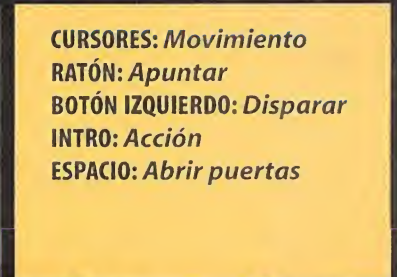 CURSORES: Movimiento
RATÓN: Apuntar
BOTÓN IZQUIERDO: Disparar
INTRO: Acción
ESPACIO: Abrir puertas